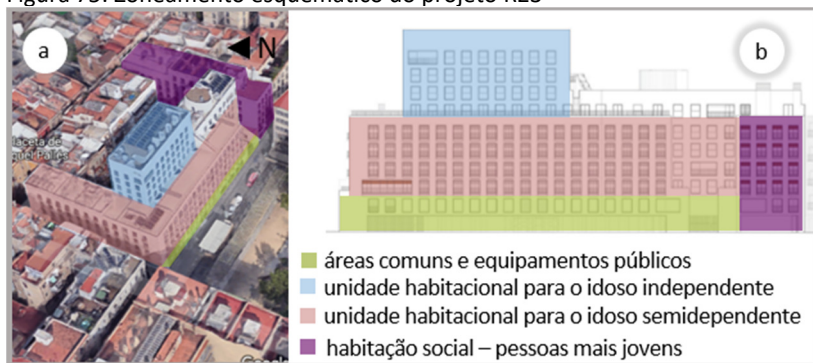 Figura 75: Zoneamento esquemático do projeto RES
a
N
b
áreas comuns e equipamentos públicos
unidade habitacional para o idoso independente
unidade habitacional para o idoso semidependente
habitação social – pessoas mais jovens